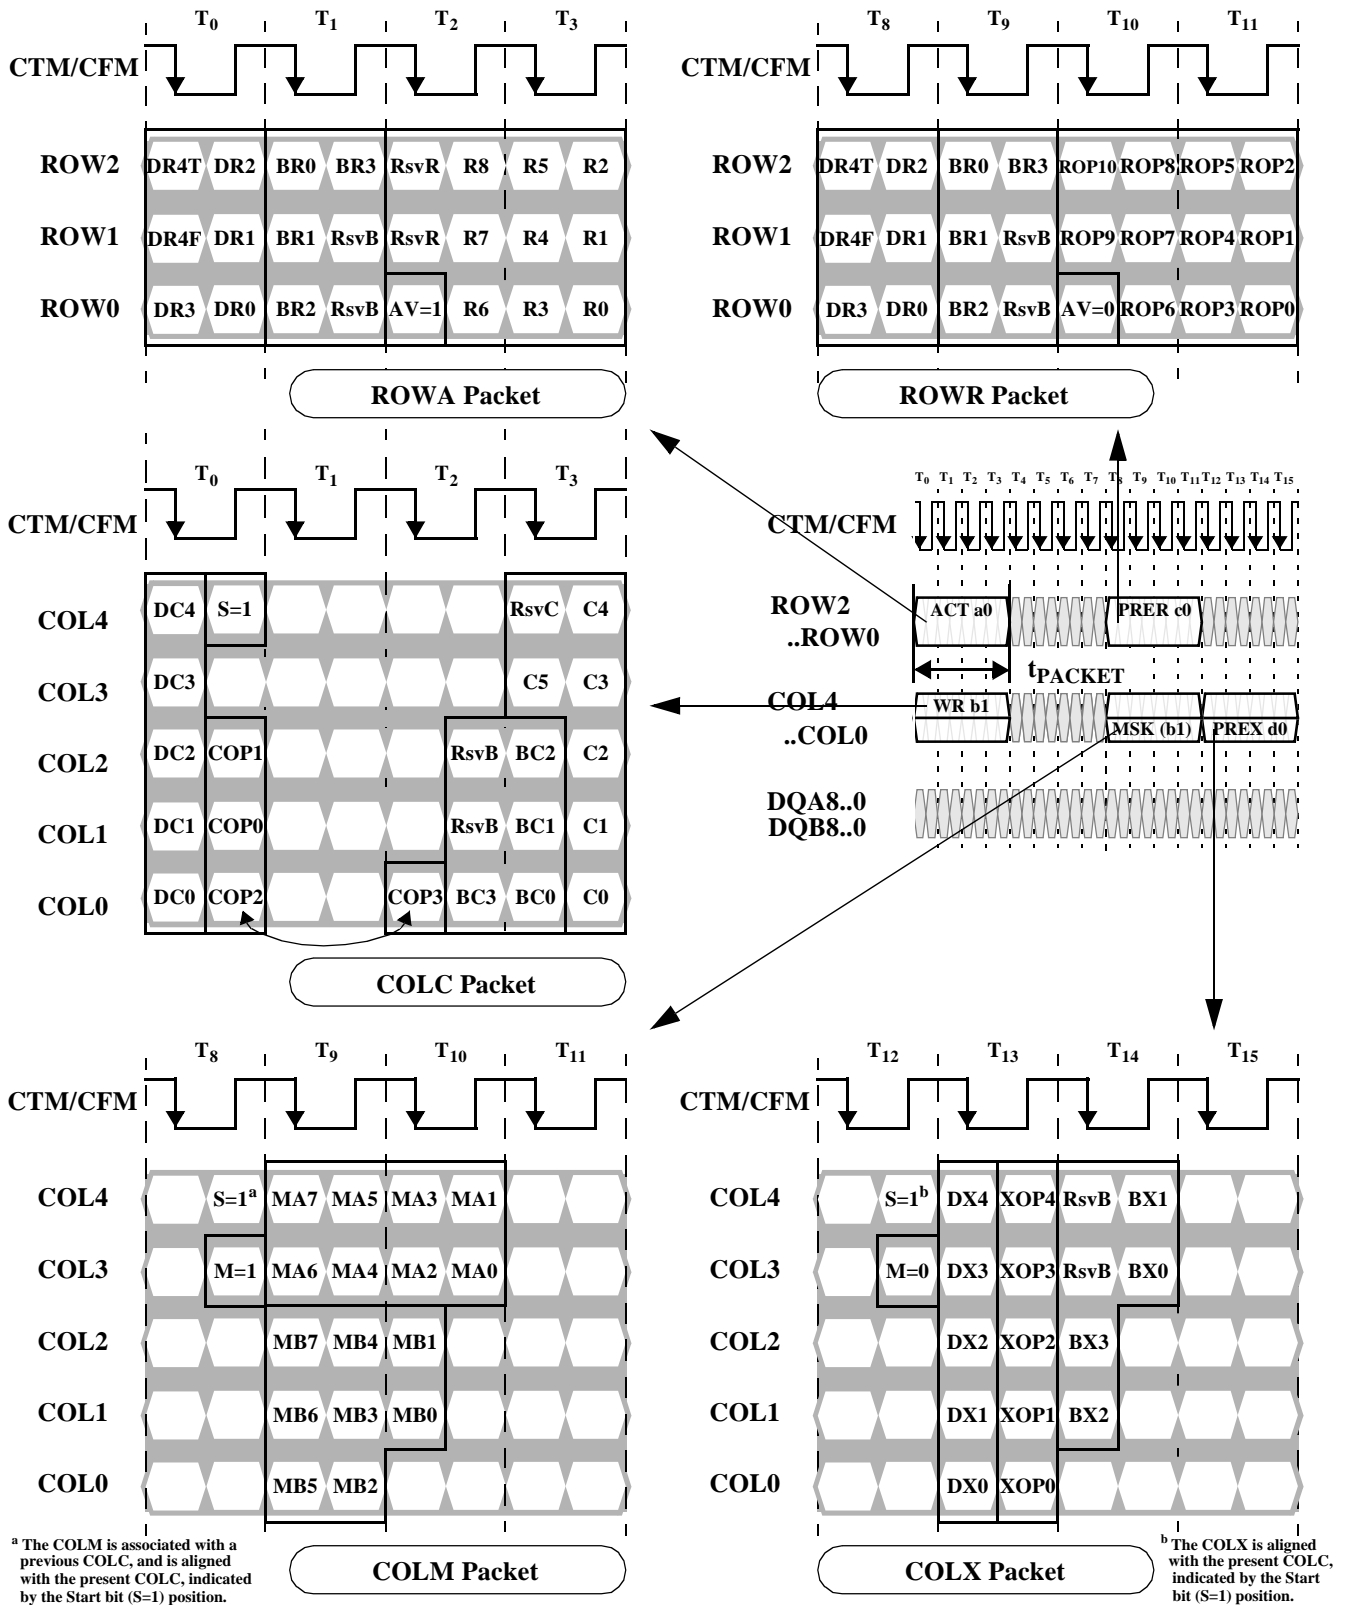 T0 T1 T2 T3
CTM/CFM
ROW2 DR4T DR2 BR0 BR3 RsvR R8 R5 R2
ROW1 DR4F DR1 BR1 RsvB RsvR R7 R4 R1
ROW0 DR3 DR0 BR2 RsvB AV=1 R6 R3 R0
ROWA Packet
T8 T9 T10 T11
CTM/CFM
ROW2 DR4T DR2 BR0 BR3 ROP10 ROP8 ROP5 ROP2
ROW1 DR4F DR1 BR1 RsvB ROP9 ROP7 ROP4 ROP1
ROW0 DR3 DR0 BR2 RsvB AV=0 ROP6 ROP3 ROP0
ROWR Packet
T0 T1 T2 T3
CTM/CFM
COL4 DC4 S=1 RsvC C4
COL3 DC3 C5 C3
COL2 DC2 COP1 RsvB BC2 C2
COL1 DC1 COP0 RsvB BC1 C1
COL0 DC0 COP2 COP3 BC3 BC0 C0
COLC Packet
T0 T1 T2 T3 T4 T5 T6 T7 T8 T9 T10 T11 T12 T13 T14 T15
CTM/CFM
ROW2 ACT a0 PRER c0
..ROW0
tPACKET
COL4 WR b1
..COL0 MSK (b1) PREX d0
DQA8..0
DQB8..0
T8 T9 T10 T11
CTM/CFM
COL4 S=1a MA7 MA5 MA3 MA1
COL3 M=1 MA6 MA4 MA2 MA0
COL2 MB7 MB4 MB1
COL1 MB6 MB3 MB0
COL0 MB5 MB2
COLM Packet
a The COLM is associated with a
previous COLC, and is aligned
with the present COLC, indicated
by the Start bit (S=1) position.
T12 T13 T14 T15
CTM/CFM
COL4 S=1b DX4 XOP4 RsvB BX1
COL3 M=0 DX3 XOP3 RsvB BX0
COL2 DX2 XOP2 BX3
COL1 DX1 XOP1 BX2
COL0 DX0 XOP0
COLX Packet
b The COLX is aligned
with the present COLC,
indicated by the Start
bit (S=1) position.